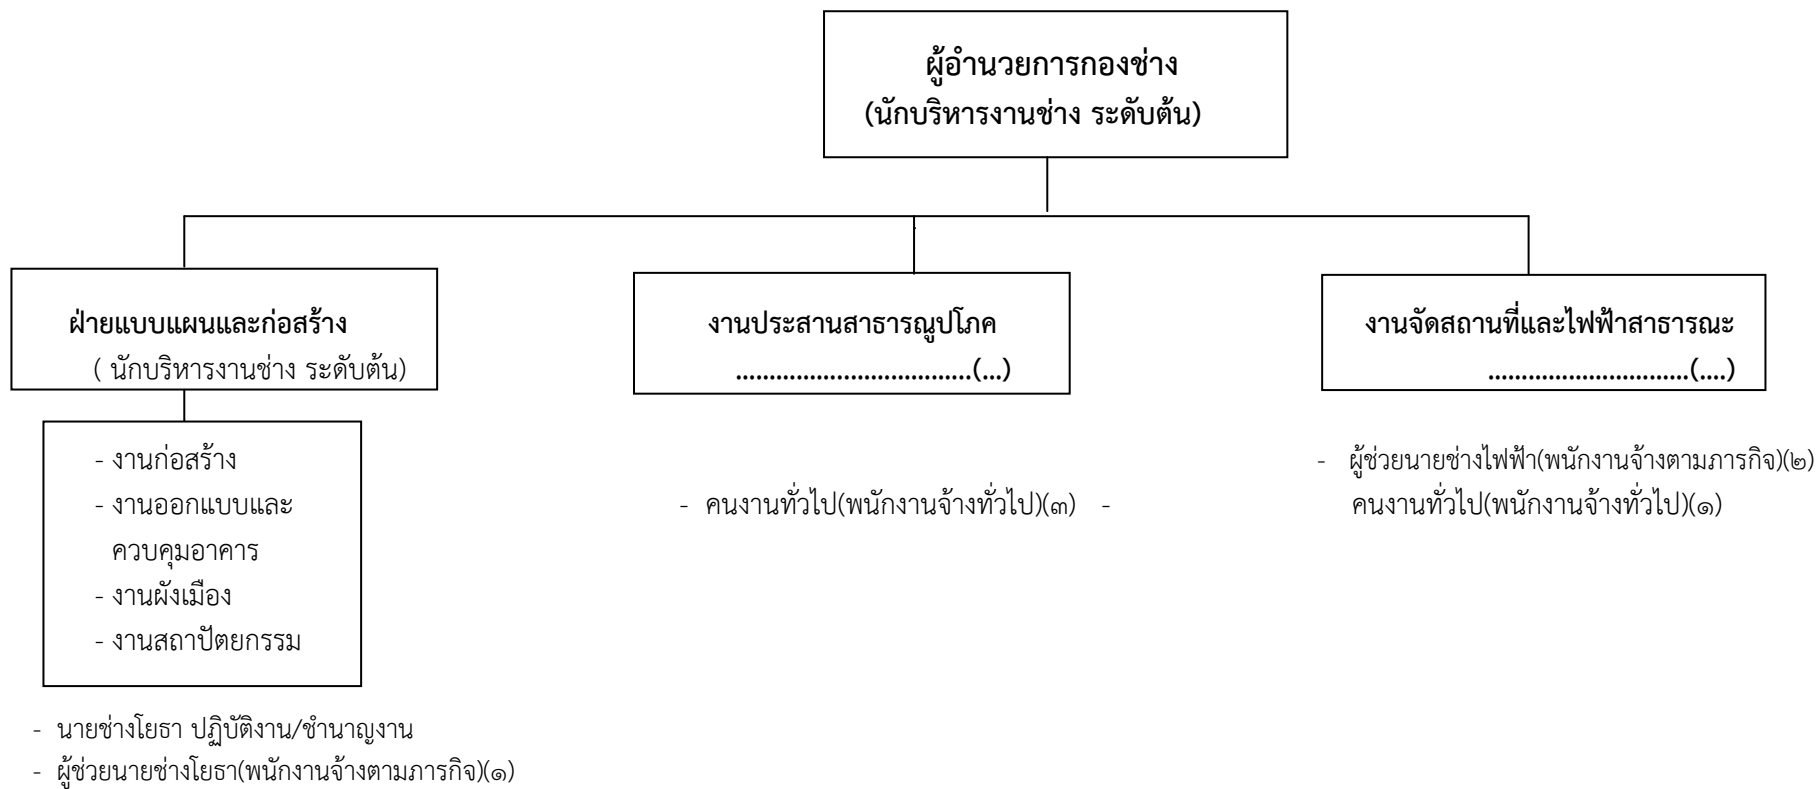 ผู้อำนวยการกองช่าง
(นักบริหารงานช่าง ระดับต้น)
ฝ่ายแบบแผนและก่อสร้าง
( นักบริหารงานช่าง ระดับต้น)
งานประสานสาธารณูปโภค
...................................(...)
งานจัดสถานที่และไฟฟ้าสาธารณะ
..............................(....)
- งานก่อสร้าง
- งานออกแบบและ
ควบคุมอาคาร
- งานผังเมือง
- งานสถาปัตยกรรม
- คนงานทั่วไป(พนักงานจ้างทั่วไป)(๓) -
- ผู้ช่วยนายช่างไฟฟ้า(พนักงานจ้างตามภารกิจ)(๒)
คนงานทั่วไป(พนักงานจ้างทั่วไป)(๑)
- นายช่างโยธา ปฏิบัติงาน/ชำนาญงาน
- ผู้ช่วยนายช่างโยธา(พนักงานจ้างตามภารกิจ)(๑)